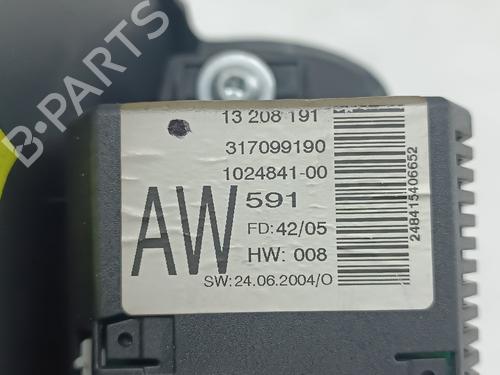 B-PARTS
13 208 191
317099190
1024841-00
AW 591
FD: 42/05
HW: 008
SW: 24.06.2004/O
248415406652
B-PARTS